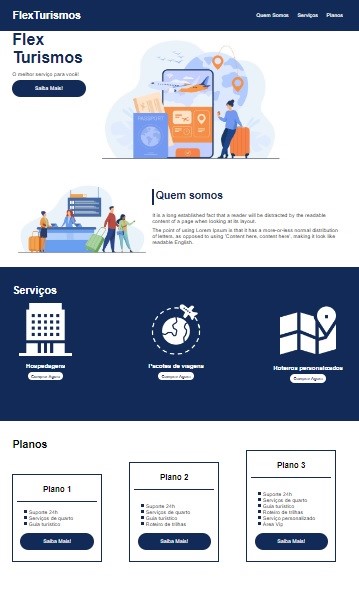 FlexTurismos
Quem Somos Serviços Planos
Flex
Turismos
O melhor serviço para você!
Saiba Mais!
PASSPORT
Quem somos
It is a long established fact that a reader will be distracted by the readable
content of a page when looking at its layout.
The point of using Lorem Ipsum is that it has a more-or-less normal distribution
of letters, as opposed to using 'Content here, content here', making it look like
readable English.
Serviços
Hospedagens
Compre Agora
Pacotes de viagens
Compre Agora
Roteiros personalizados
Compre Agora
Planos
Plano 1
Suporte 24h
Serviços de quarto
Guia turistico
Saiba Mais!
Plano 2
Suporte 24h
Serviços de quarto
Guia turistico
Roteiro de trilhas
Saiba Mais!
Plano 3
Suporte 24h
Serviços de quarto
Guia turistico
Roteiro de trilhas
Serviço personalizado
Area Vip
Saiba Mais!